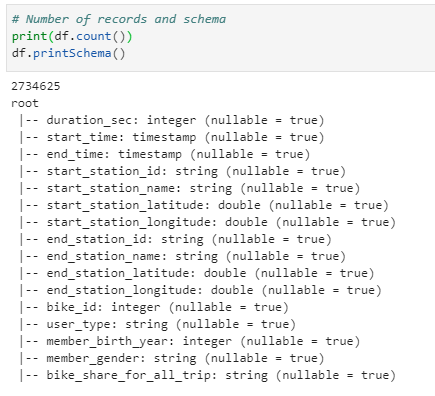 # Number of records and schema
print(df.count())
df.printSchema()
2734625
root
 |-- duration_sec: integer (nullable = true)
 |-- start_time: timestamp (nullable = true)
 |-- end_time: timestamp (nullable = true)
 |-- start_station_id: string (nullable = true)
 |-- start_station_name: string (nullable = true)
 |-- start_station_latitude: double (nullable = true)
 |-- start_station_longitude: double (nullable = true)
 |-- end_station_id: string (nullable = true)
 |-- end_station_name: string (nullable = true)
 |-- end_station_latitude: double (nullable = true)
 |-- end_station_longitude: double (nullable = true)
 |-- bike_id: integer (nullable = true)
 |-- user_type: string (nullable = true)
 |-- member_birth_year: integer (nullable = true)
 |-- member_gender: string (nullable = true)
 |-- bike_share_for_all_trip: string (nullable = true)